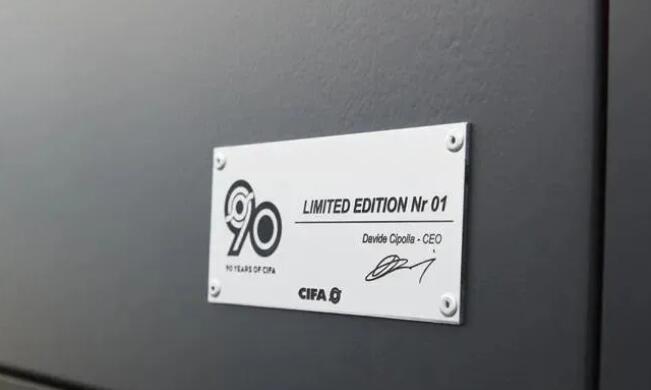 90
90 YEARS OF CIFA
LIMITED EDITION Nr 01
Davide Cipolla - CEO
CIFA